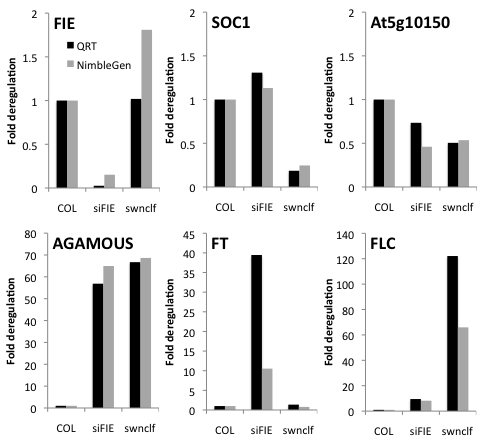 FIE
QRT
NimbleGen
Fold deregulation
2
1.5
1
0.5
0
COL siFIE swnclf
SOC1
Fold deregulation
2
1.5
1
0.5
0
COL siFIE swnclf
At5g10150
Fold deregulation
2
1.5
1
0.5
0
COL siFIE swnclf
AGAMOUS
Fold deregulation
80
70
60
50
40
30
20
10
0
COL siFIE swnclf
FT
Fold deregulation
45
40
35
30
25
20
15
10
5
0
COL siFIE swnclf
FLC
Fold deregulation
140
120
100
80
60
40
20
0
COL siFIE swnclf